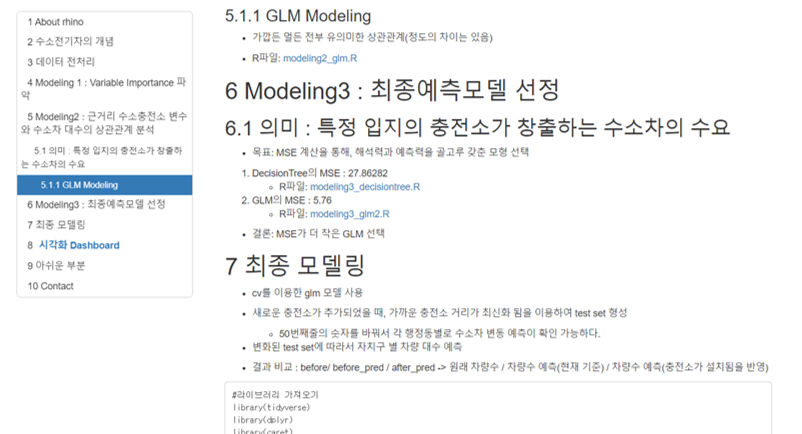 1 About rhino
2 수소전기차의 개념
3 데이터 전처리
4 Modeling 1 : Variable Importance 파
악
5 Modeling2 : 근거리 수소충전소 변수
와 수소차 대수의 상관관계 분석
5.1 의미 : 특정 입지의 충전소가 창출하
는 수소차의 수요
5.1.1 GLM Modeling
6 Modeling3 : 최종예측모델 선정
7 최종 모델링
8 시각화 Dashboard
9 아쉬운 부분
10 Contact
5.1.1 GLM Modeling
• 가깝든 멀든 전부 유의미한 상관관계(정도의 차이는 있음)
• R파일: modeling2_glm.R
6 Modeling3 : 최종예측모델 선정
6.1 의미 : 특정 입지의 충전소가 창출하는 수소차의 수요
• 목표: MSE 계산을 통해, 해석력과 예측력을 골고루 갖춘 모형 선택
1. DecisionTree의 MSE : 27.86282
◦ R파일: modeling3_decisiontree.R
2. GLM의 MSE : 5.76
◦ R파일: modeling3_glm2.R
• 결론: MSE가 더 작은 GLM 선택
7 최종 모델링
• cv를 이용한 glm 모델 사용
• 새로운 충전소가 추가되었을 때, 가까운 충전소 거리가 최신화 됨을 이용하여 test set 형성
◦ 50번째줄의 숫자를 바꿔서 각 행정동별로 수소차 변동 예측이 확인 가능하다.
• 변화된 test set에 따라서 자치구 별 차량 대수 예측
• 결과 비교 : before/ before_pred / after_pred -> 원래 차량수 / 차량수 예측(현재 기준) / 차량수 예측(충전소가 설치됨을 반영)
#라이브러리 가져오기
library(tidyverse)
library(dplyr)
library(caret)